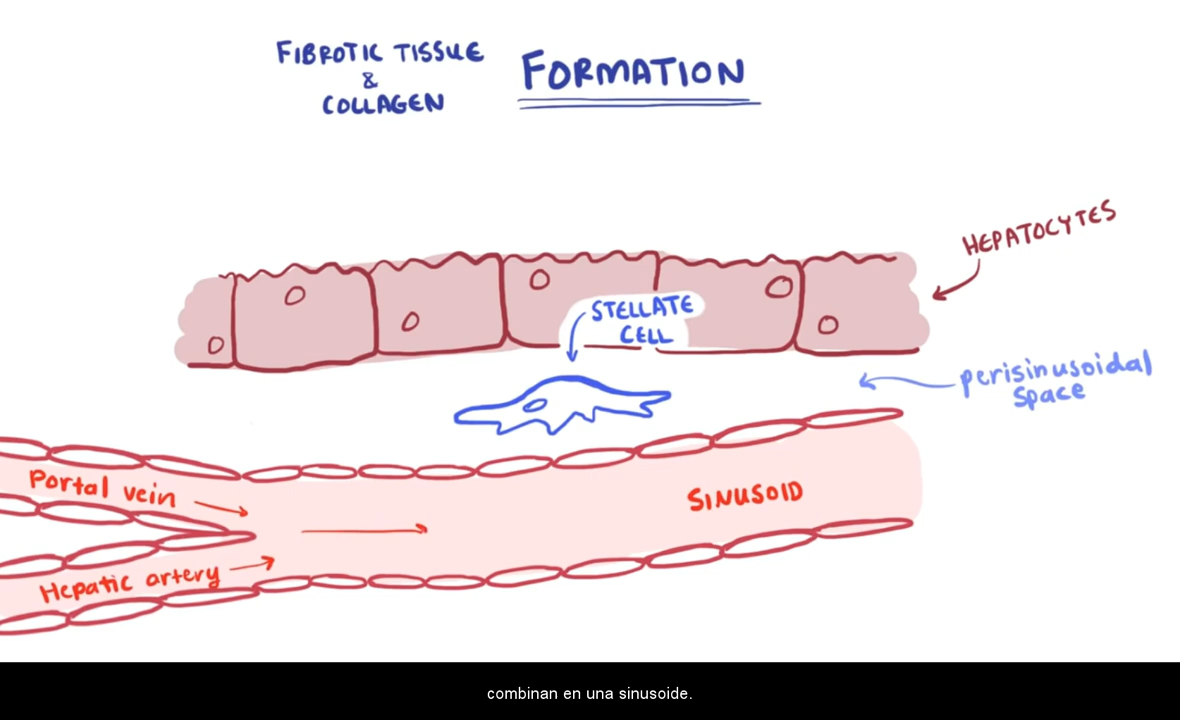 FIBROTIC TISSUE
&
COLLAGEN
FORMATION
HEPATOCYTES
STELLATE
CELL
perisinusoidal
space
Portal vein
SINUSOID
Hepatic artery
combinan en una sinusoide.